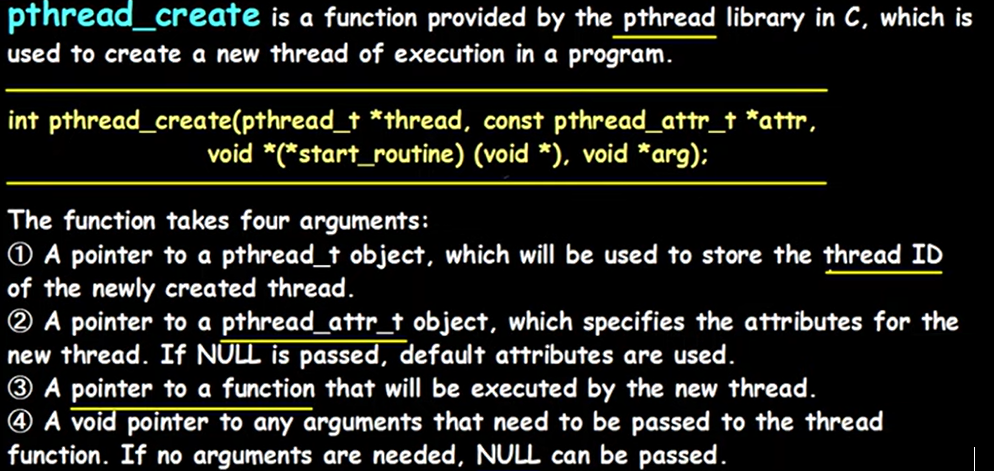 pthread_create is a function provided by the pthread library in C, which is
used to create a new thread of execution in a program.
int pthread_create(pthread_t *thread, const pthread_attr_t *attr,
void *(*start_routine) (void *), void *arg);
The function takes four arguments:
① A pointer to a pthread_t object, which will be used to store the thread ID
of the newly created thread.
② A pointer to a pthread_attr_t object, which specifies the attributes for the
new thread. If NULL is passed, default attributes are used.
③ A pointer to a function that will be executed by the new thread.
④ A void pointer to any arguments that need to be passed to the thread
function. If no arguments are needed, NULL can be passed.